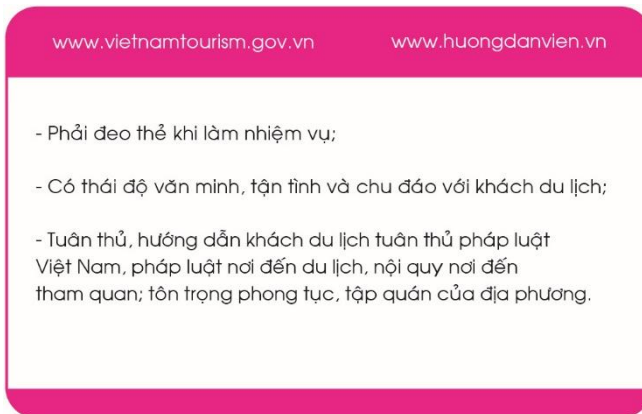 www.vietnamtourism.gov.vn www.huongdanvien.vn
- Phải đeo thẻ khi làm nhiệm vụ;
- Có thái độ văn minh, tận tình và chu đáo với khách du lịch;
- Tuân thủ, hướng dẫn khách du lịch tuân thủ pháp luật
Việt Nam, pháp luật nơi đến du lịch, nội quy nơi đến
tham quan; tôn trọng phong tục, tập quán của địa phương.